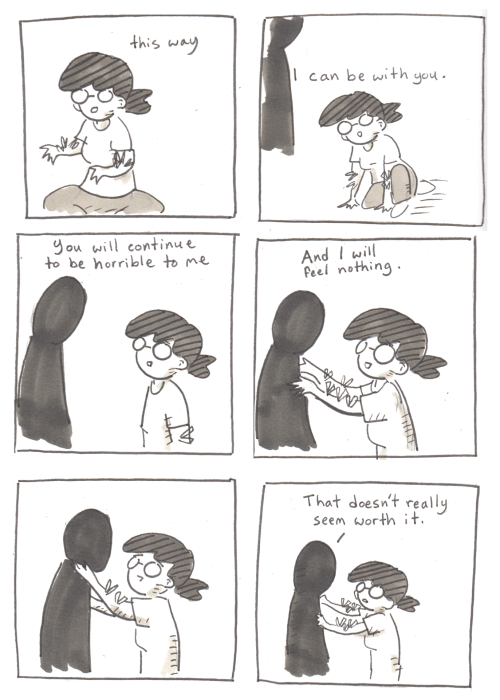 this way
I can be with you.
You will continue
to be horrible to me
And I will
feel nothing.
That doesn't really
seem worth it.